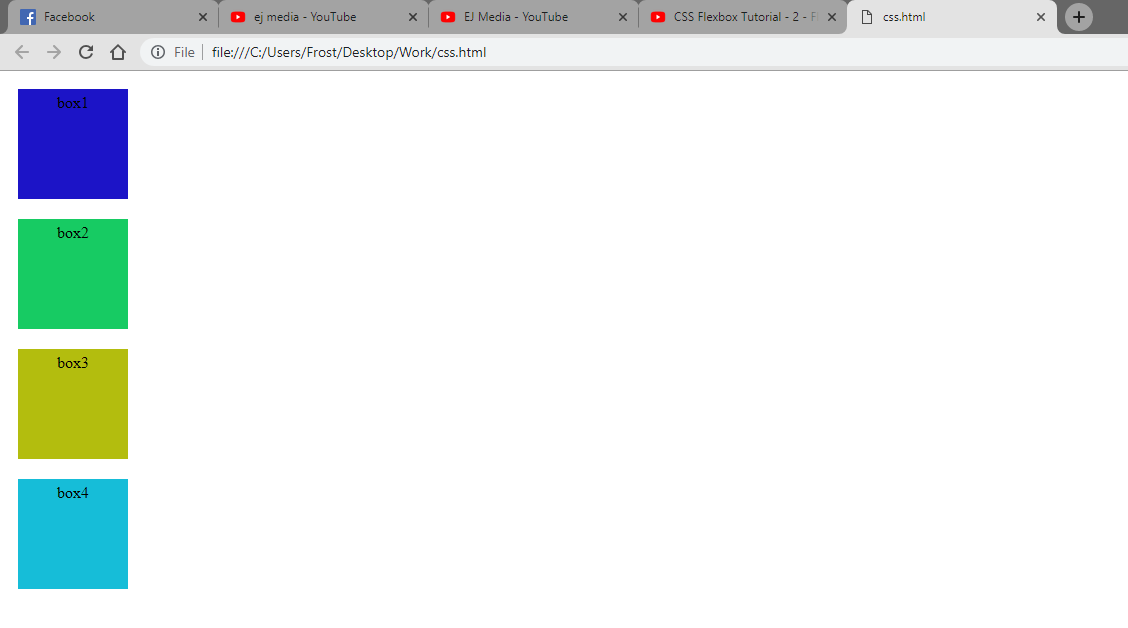 Facebook
ej media - YouTube
EJ Media - YouTube
CSS Flexbox Tutorial - 2 -
css.html
File
file:///C:/Users/Frost/Desktop/Work/css.html
box1
box2
box3
box4